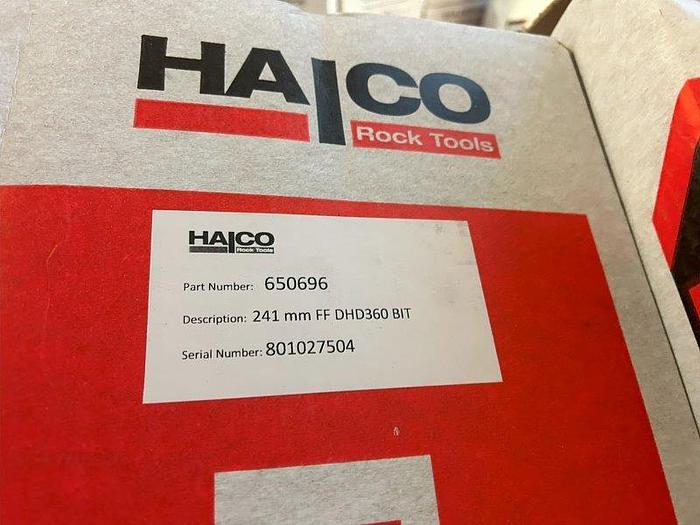 HALCO
Rock Tools
HALCO
Rock Tools
Part Number: 650696
Description: 241 mm FF DHD360 BIT
Serial Number: 801027504